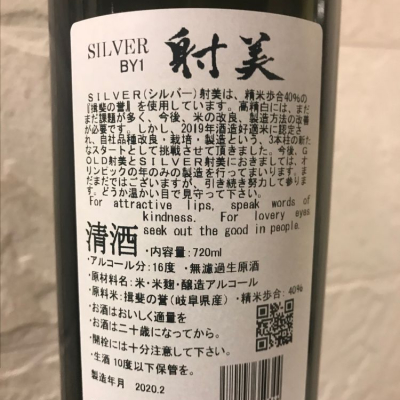 SILVER
BY1
射美
SILVER(シルバー)射美は、精米歩合40%の
『揖斐の誉』を使用しています。高精白には、まだ
まだ課題が多く、今後、米の改良、製造方法の改善
が必要です。しかし、2019年酒造好適米に認定さ
れ、自社品種改良・栽培・製造という、3本柱の新た
なスタートとして挑戦させて頂きました。今後、G
OLD射美とSILVER射美におきましては、オ
リンピックの年のみの製造を行ってまいります。ま
だまだではございますが、引き続き努力して参りま
す。どうか温かい目で見守って下さい。
For attractive lips, speak words of
kindness. For lovery eyes
seek out the good in people.
清酒 ・内容量:720ml
・アルコール分:16度 ・無濾過生原酒
・原材料名:米・米麹・醸造アルコール
・原料米:揖斐の誉(岐阜県産)・精米歩合:40%
・お酒はおいしく適量を
・お酒は二十歳になってから。
・開栓には十分注意して下さい。
・生酒 10度以下保管を。
製造年月 2020.2